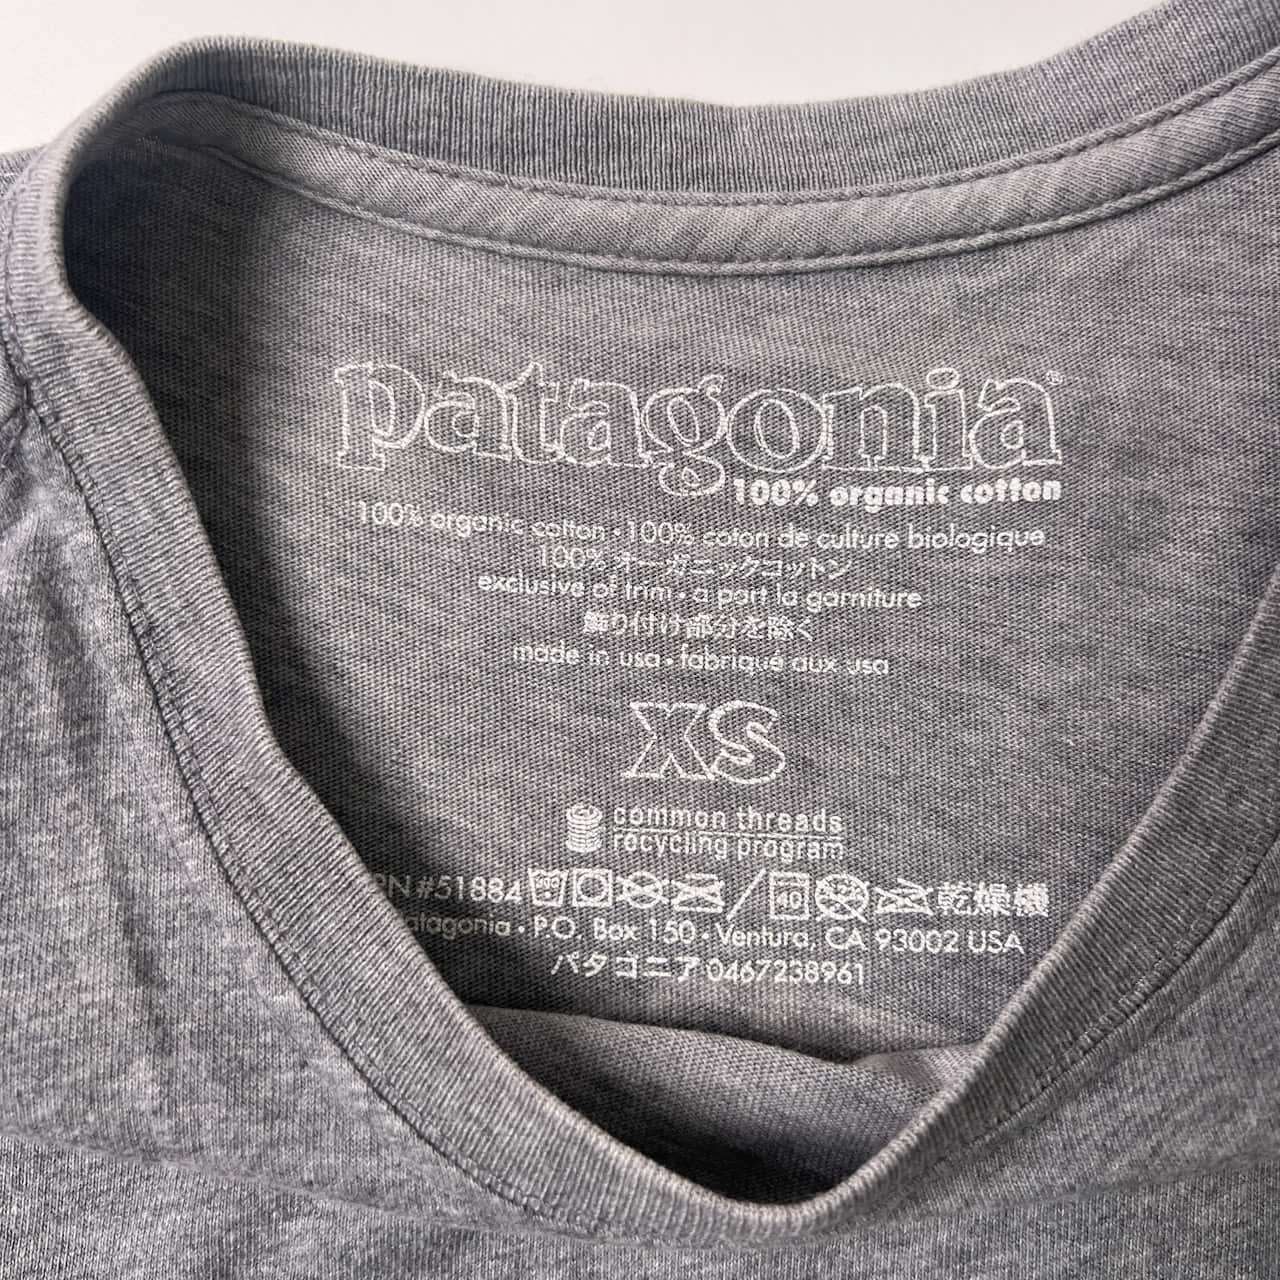 patagonia®
100% organic cotton
100% organic cotton • 100% coton de culture biologique
100% オーガニックコットン
exclusive of trim • a part la garniture
飾り付け部分を除く
made in usa • fabriqué aux usa
XS
common threads
recycling program
RN #51884 40 乾燥機
patagonia • P.O. Box 150 • Ventura, CA 93002 USA
パタゴニア 0467238961